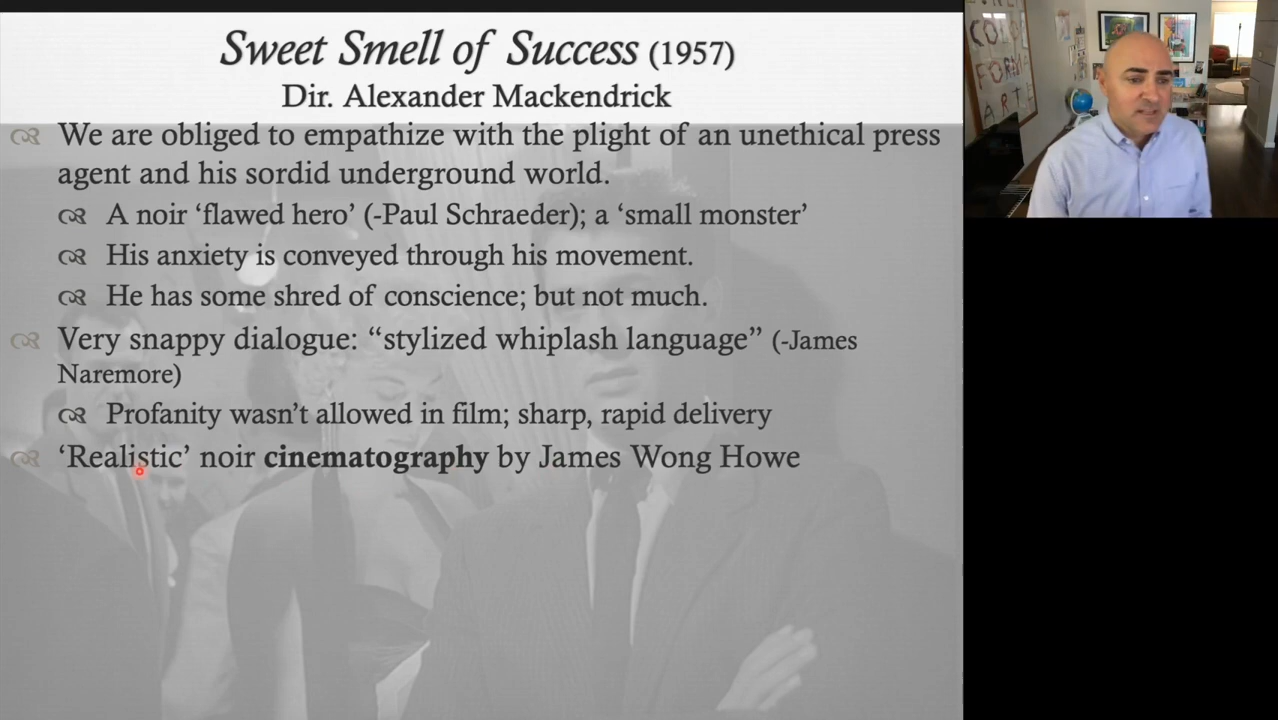 Sweet Smell of Success (1957)
Dir. Alexander Mackendrick
We are obliged to empathize with the plight of an unethical press
agent and his sordid underground world.
A noir ‘flawed hero’ (-Paul Schraeder); a ‘small monster’
His anxiety is conveyed through his movement.
He has some shred of conscience; but not much.
Very snappy dialogue: “stylized whiplash language” (-James
Naremore)
Profanity wasn’t allowed in film; sharp, rapid delivery
‘Realistic’ noir cinematography by James Wong Howe